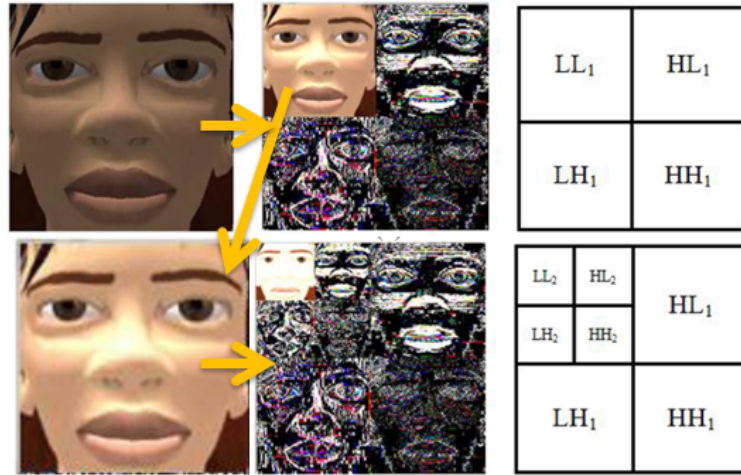 LL₁ HL₁
LH₁ HH₁
LL₂ HL₂
HL₁
LH₂ HH₂
LH₁ HH₁